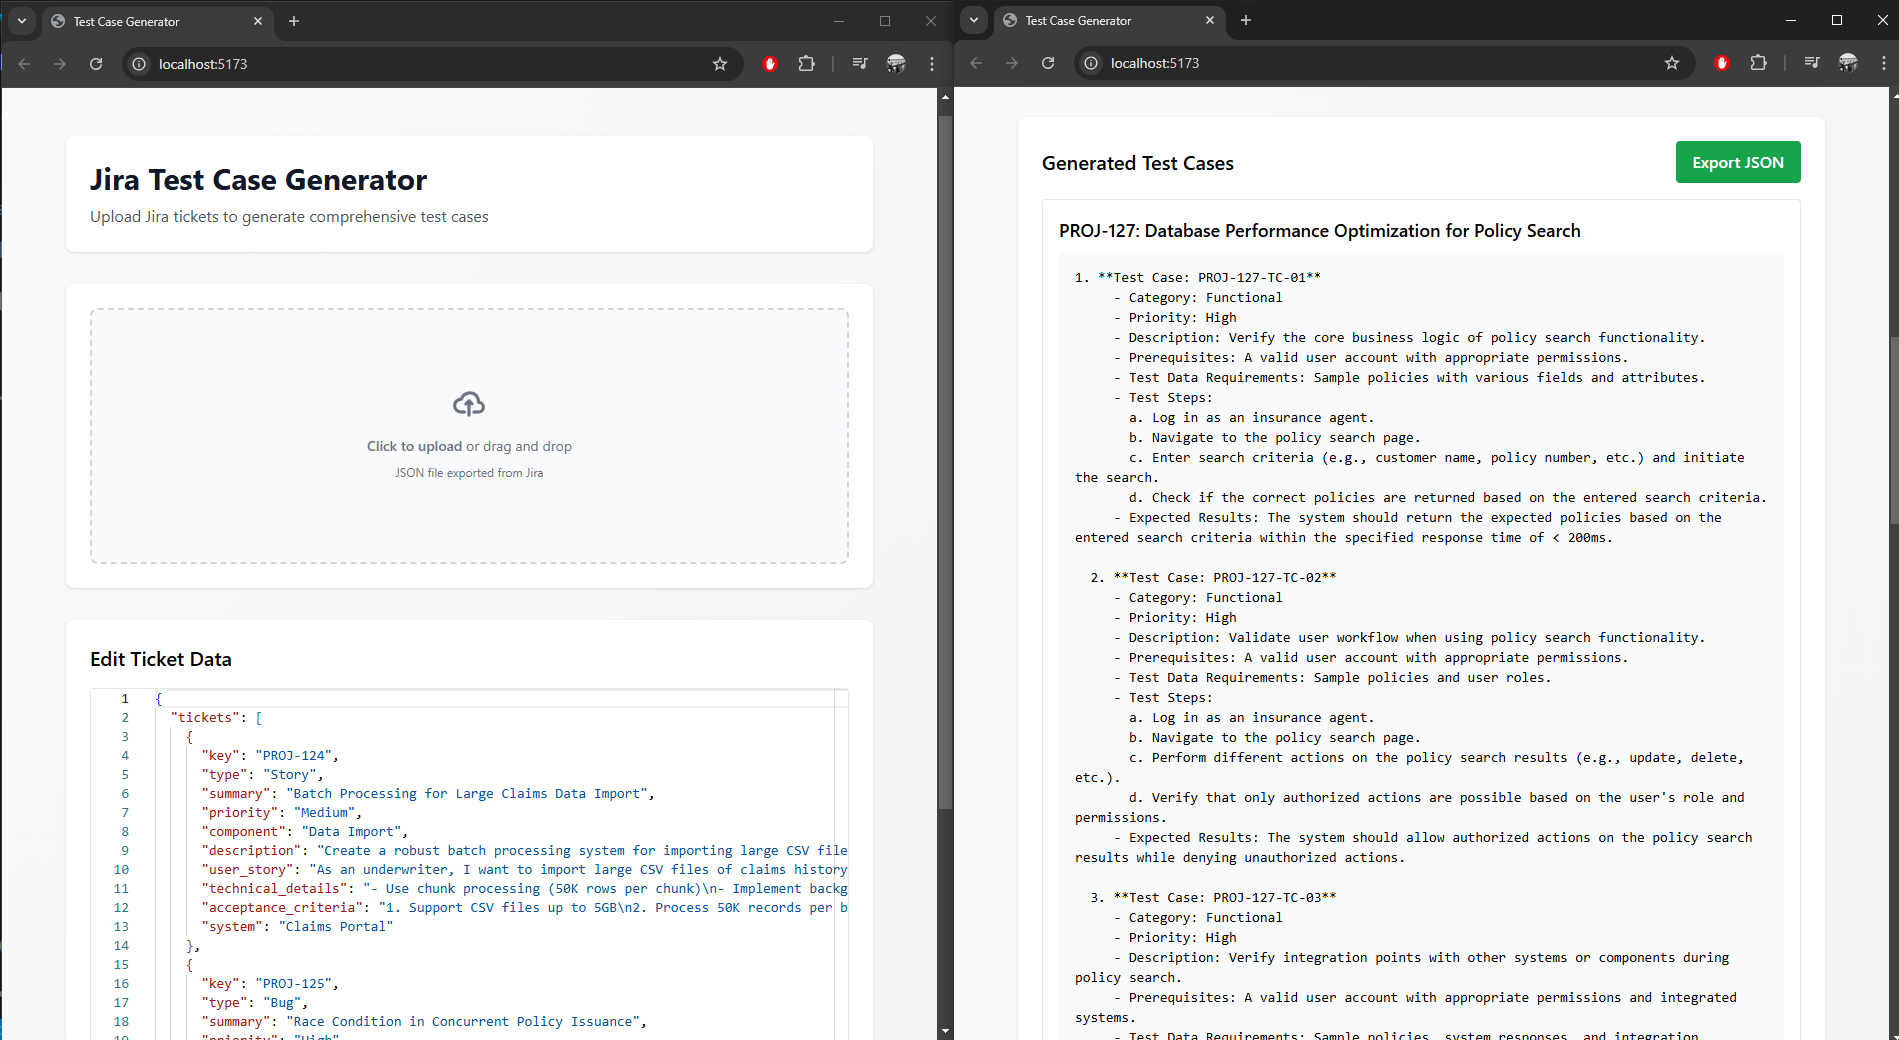 Test Case Generator
localhost:5173
Jira Test Case Generator
Upload Jira tickets to generate comprehensive test cases
Click to upload or drag and drop
JSON file exported from Jira
Edit Ticket Data
1 {
2 "tickets": [
3 {
4 "key": "PROJ-124",
5 "type": "Story",
6 "summary": "Batch Processing for Large Claims Data Import",
7 "priority": "Medium",
8 "component": "Data Import",
9 "description": "Create a robust batch processing system for importing large CSV file
10 "user_story": "As an underwriter, I want to import large CSV files of claims history
11 "technical_details": "- Use chunk processing (50K rows per chunk)\n- Implement backg
12 "acceptance_criteria": "1. Support CSV files up to 5GB\n2. Process 50K records per b
13 "system": "Claims Portal"
14 },
15 {
16 "key": "PROJ-125",
17 "type": "Bug",
18 "summary": "Race Condition in Concurrent Policy Issuance",
19 "priority": "High"
Test Case Generator
localhost:5173
Generated Test Cases
Export JSON
PROJ-127: Database Performance Optimization for Policy Search
1. **Test Case: PROJ-127-TC-01**
- Category: Functional
- Priority: High
- Description: Verify the core business logic of policy search functionality.
- Prerequisites: A valid user account with appropriate permissions.
- Test Data Requirements: Sample policies with various fields and attributes.
- Test Steps:
a. Log in as an insurance agent.
b. Navigate to the policy search page.
c. Enter search criteria (e.g., customer name, policy number, etc.) and initiate
the search.
d. Check if the correct policies are returned based on the entered search criteria.
- Expected Results: The system should return the expected policies based on the
entered search criteria within the specified response time of < 200ms.
2. **Test Case: PROJ-127-TC-02**
- Category: Functional
- Priority: High
- Description: Validate user workflow when using policy search functionality.
- Prerequisites: A valid user account with appropriate permissions.
- Test Data Requirements: Sample policies and user roles.
- Test Steps:
a. Log in as an insurance agent.
b. Navigate to the policy search page.
c. Perform different actions on the policy search results (e.g., update, delete,
etc.).
d. Verify that only authorized actions are possible based on the user's role and
permissions.
- Expected Results: The system should allow authorized actions on the policy search
results while denying unauthorized actions.
3. **Test Case: PROJ-127-TC-03**
- Category: Functional
- Priority: High
- Description: Verify integration points with other systems or components during
policy search.
- Prerequisites: A valid user account with appropriate permissions and integrated
systems.
- Test Data Requirements: Sample policies, system responses, and integration